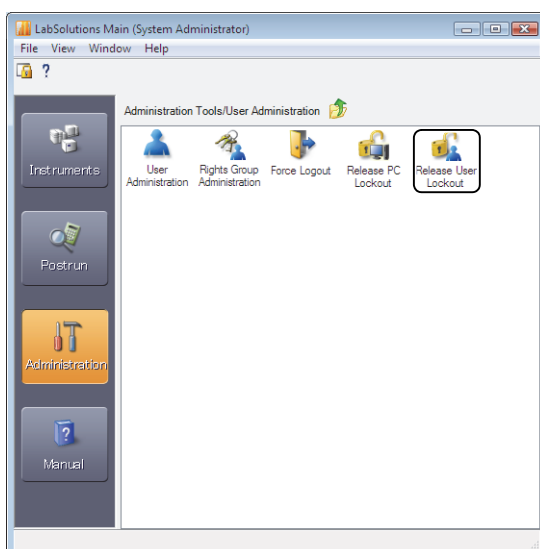 LabSolutions Main (System Administrator)
File View Window Help
?
Administration Tools/User Administration
Instruments
User
Administration
Rights Group
Administration
Force Logout
Release PC
Lockout
Release User
Lockout
Postrun
Administration
?
Manual